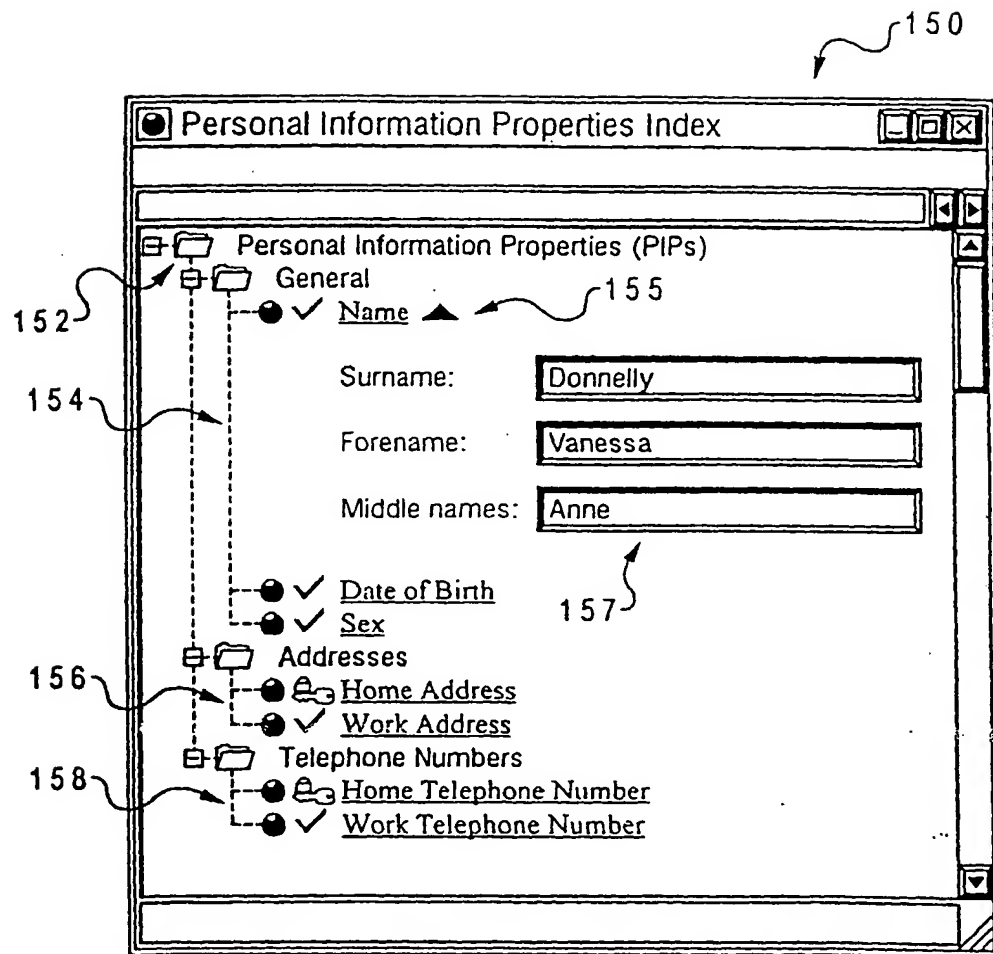 150
Personal Information Properties Index
Personal Information Properties (PIPs)
152
General
Name
155
154
Surname: Donnelly
Forename: Vanessa
Middle names: Anne
157
Date of Birth
Sex
156
Addresses
Home Address
Work Address
158
Telephone Numbers
Home Telephone Number
Work Telephone Number